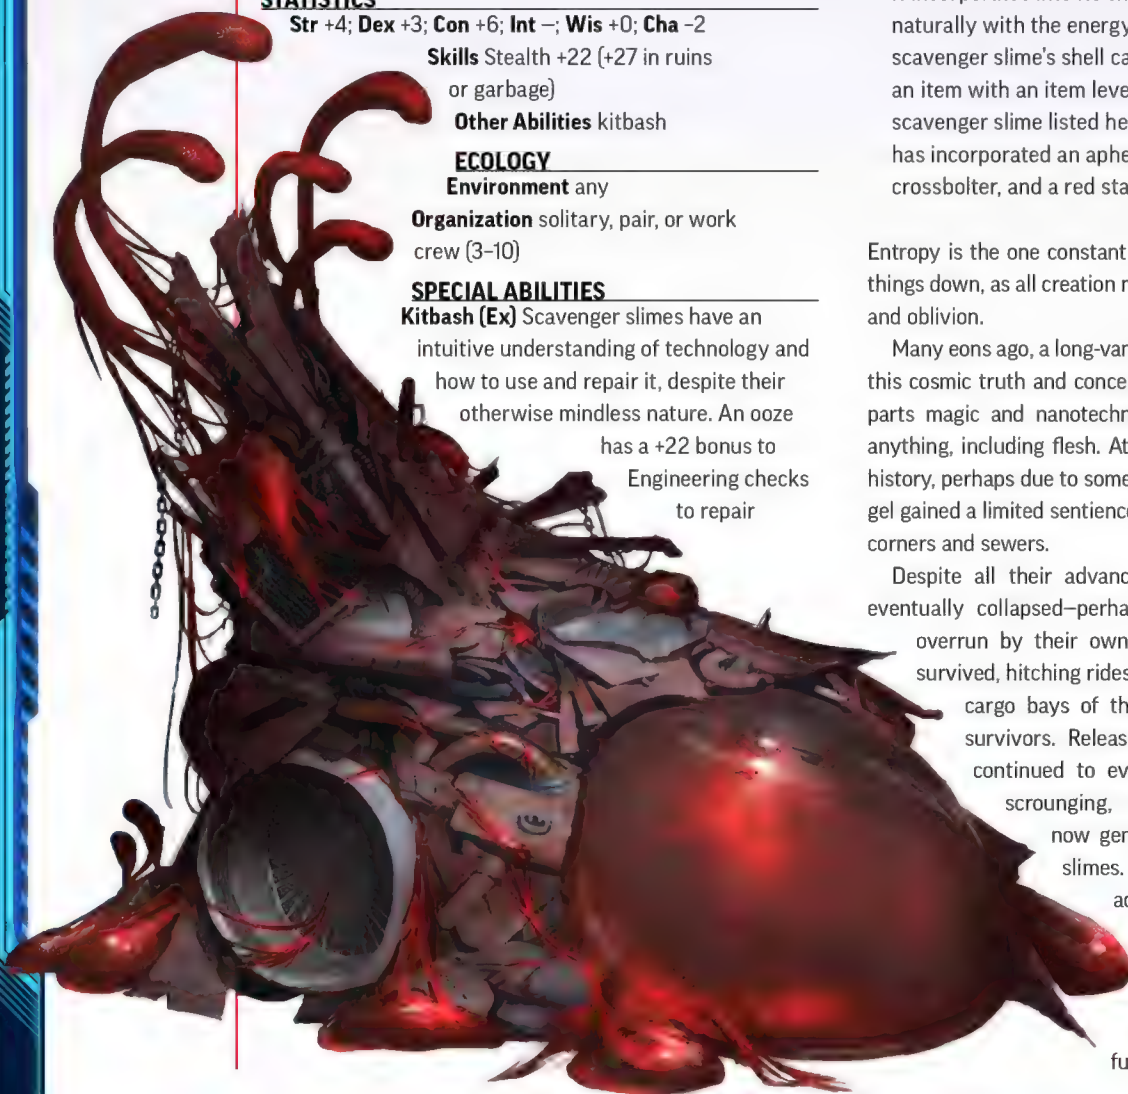 STATISTICS
Str +4; Dex +3; Con +6; Int —; Wis +0; Cha –2
Skills Stealth +22 (+27 in ruins
or garbage)
Other Abilities kitbash
ECOLOGY
Environment any
Organization solitary, pair, or work
crew (3–10)
SPECIAL ABILITIES
Kitbash (Ex) Scavenger slimes have an
intuitive understanding of technology and
how to use and repair it, despite their
otherwise mindless nature. An ooze
has a +22 bonus to
Engineering checks
to repair
naturally with the energy
scavenger slime's shell ca
an item with an item leve
scavenger slime listed he
has incorporated an aphe
crossbolter, and a red sta
Entropy is the one constant
things down, as all creation r
and oblivion.
Many eons ago, a long-var
this cosmic truth and conce
parts magic and nanotechr
anything, including flesh. At
history, perhaps due to some
gel gained a limited sentience
corners and sewers.
Despite all their advanc
eventually collapsed—perha
overrun by their own
survived, hitching rides
cargo bays of th
survivors. Releas
continued to ev
scrounging,
now ger
slimes.
ac
fu